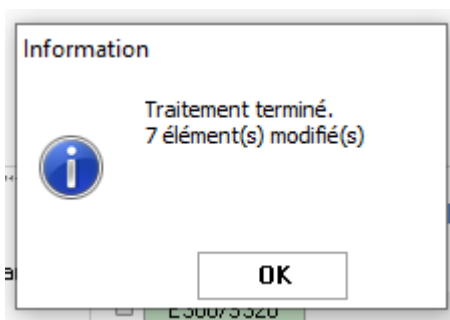 Information
Traitement terminé.
7 élément(s) modifié(s)
OK